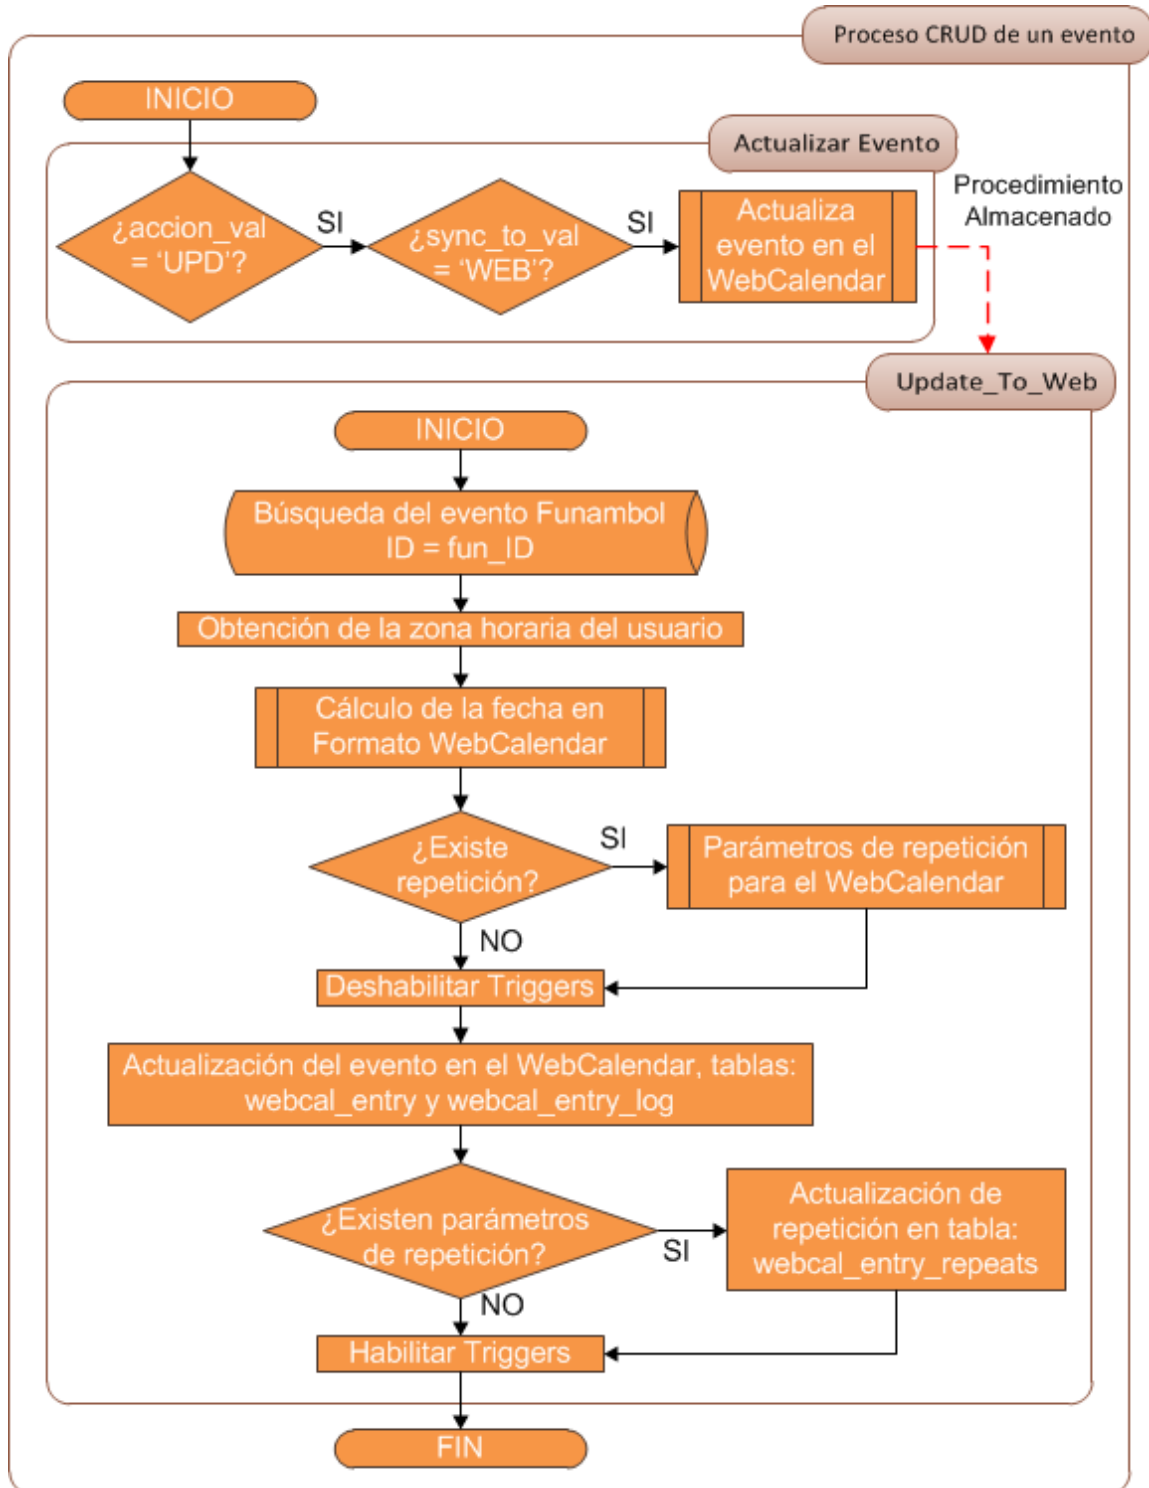 Proceso CRUD de un evento
INICIO
Actualizar Evento
¿accion_val
= ‘UPD’?
SI
¿sync_to_val
= ‘WEB’?
SI
Actualiza
evento en el
WebCalendar
Procedimiento
Almacenado
Update_To_Web
INICIO
Búsqueda del evento Funambol
ID = fun_ID
Obtención de la zona horaria del usuario
Cálculo de la fecha en
Formato WebCalendar
¿Existe
repetición?
SI
Parámetros de repetición
para el WebCalendar
NO
Deshabilitar Triggers
Actualización del evento en el WebCalendar, tablas:
webcal_entry y webcal_entry_log
¿Existen parámetros
de repetición?
SI
Actualización de
repetición en tabla:
webcal_entry_repeats
NO
Habilitar Triggers
FIN